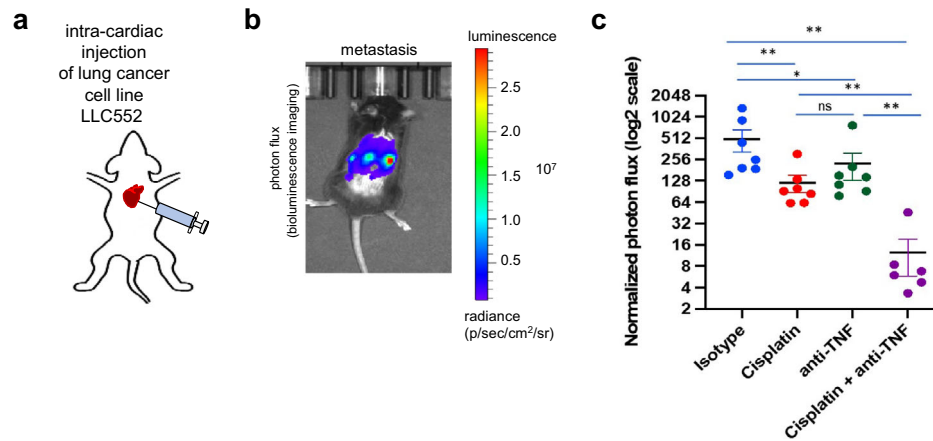 a
intra-cardiac
injection
of lung cancer
cell line
LLC552
b
metastasis
photon flux
(bioluminescence imaging)
luminescence
2.5
2.0
10⁷
1.5
1.0
0.5
radiance
(p/sec/cm²/sr)
c
Normalized photon flux (log2 scale)
**
**
*
**
ns
**
2048
1024
512
256
128
64
32
16
8
4
2
Isotype
Cisplatin
anti-TNF
Cisplatin + anti-TNF